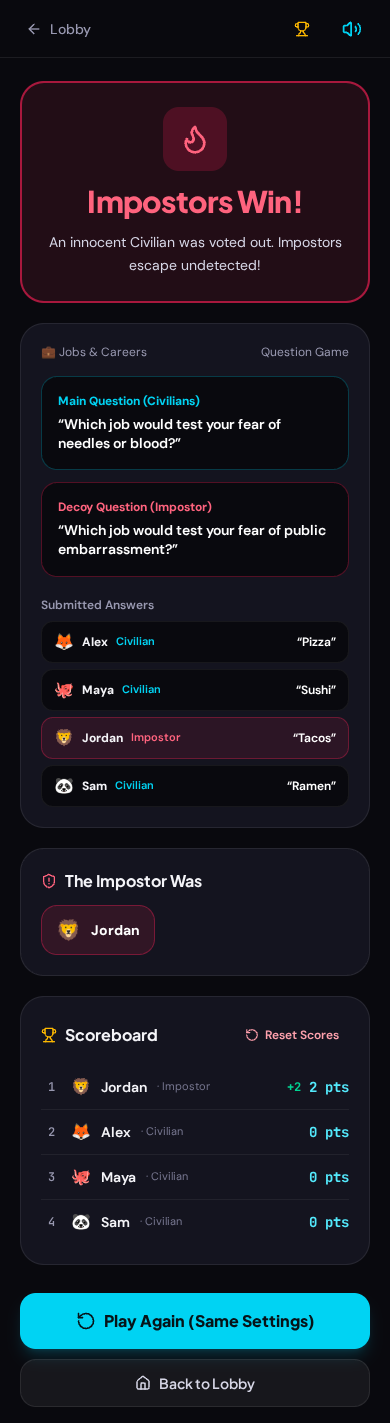 Lobby
Impostors Win!
An innocent Civilian was voted out. Impostors
escape undetected!
Jobs & Careers
Question Game
Main Question (Civilians)
“Which job would test your fear of
needles or blood?”
Decoy Question (Impostor)
“Which job would test your fear of public
embarrassment?”
Submitted Answers
Alex Civilian “Pizza”
Maya Civilian “Sushi”
Jordan Impostor “Tacos”
Sam Civilian “Ramen”
The Impostor Was
Jordan
Scoreboard
Reset Scores
1 Jordan · Impostor +2 2 pts
2 Alex · Civilian 0 pts
3 Maya · Civilian 0 pts
4 Sam · Civilian 0 pts
Play Again (Same Settings)
Back to Lobby